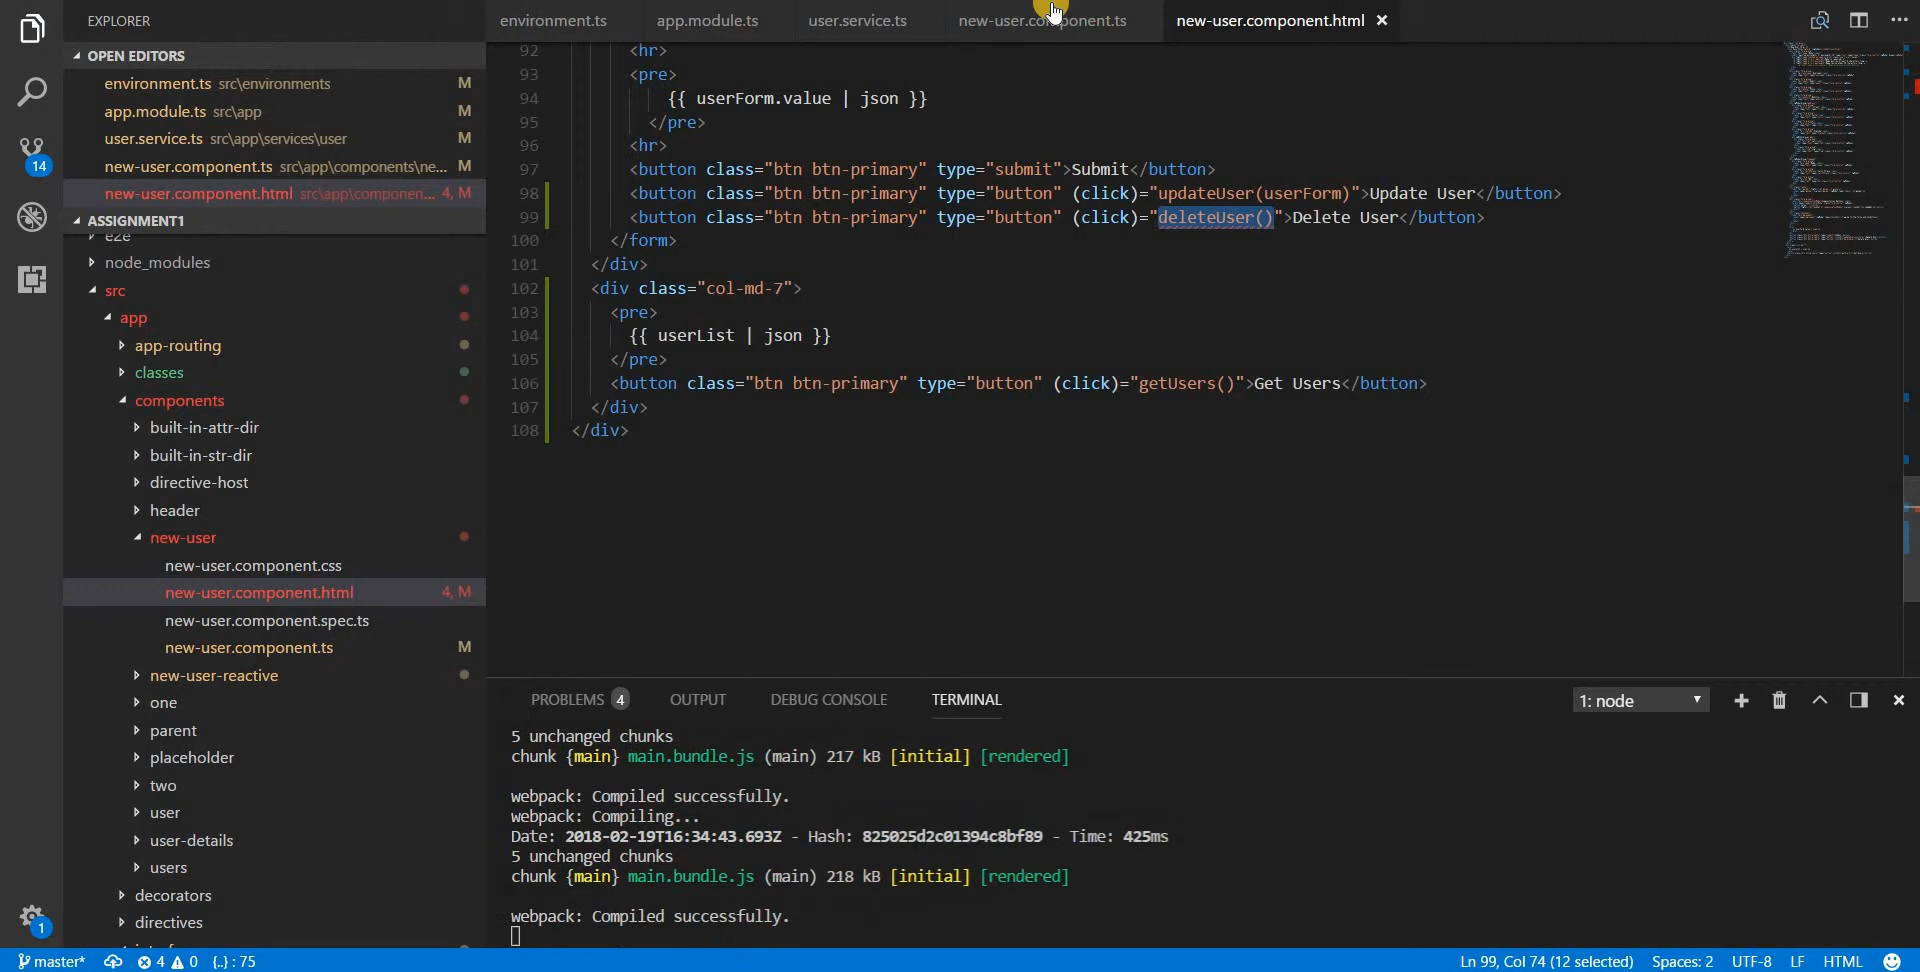 EXPLORER
OPEN EDITORS
environment.ts src\environments M
app.module.ts src\app M
user.service.ts src\app\services\user M
new-user.component.ts src\app\components\ne... M
new-user.component.html src\app\componen... 4, M
ASSIGNMENT1
e2e
node_modules
src
app
app-routing
classes
components
built-in-attr-dir
built-in-str-dir
directive-host
header
new-user
new-user.component.css
new-user.component.html 4, M
new-user.component.spec.ts
new-user.component.ts M
new-user-reactive
one
parent
placeholder
two
user
user-details
users
decorators
directives
14
1
environment.ts app.module.ts user.service.ts new-user.component.ts new-user.component.html
92 <hr>
93 <pre>
94 {{ userForm.value | json }}
95 </pre>
96 <hr>
97 <button class="btn btn-primary" type="submit">Submit</button>
98 <button class="btn btn-primary" type="button" (click)="updateUser(userForm)">Update User</button>
99 <button class="btn btn-primary" type="button" (click)="deleteUser()">Delete User</button>
100 </form>
101 </div>
102 <div class="col-md-7">
103 <pre>
104 {{ userList | json }}
105 </pre>
106 <button class="btn btn-primary" type="button" (click)="getUsers()">Get Users</button>
107 </div>
108 </div>
PROBLEMS 4 OUTPUT DEBUG CONSOLE TERMINAL 1: node
5 unchanged chunks
chunk {main} main.bundle.js (main) 217 kB [initial] [rendered]
webpack: Compiled successfully.
webpack: Compiling...
Date: 2018-02-19T16:34:43.693Z - Hash: 825025d2c01394c8bf89 - Time: 425ms
5 unchanged chunks
chunk {main} main.bundle.js (main) 218 kB [initial] [rendered]
webpack: Compiled successfully.
master* 4 0 {..} : 75 Ln 99, Col 74 (12 selected) Spaces: 2 UTF-8 LF HTML